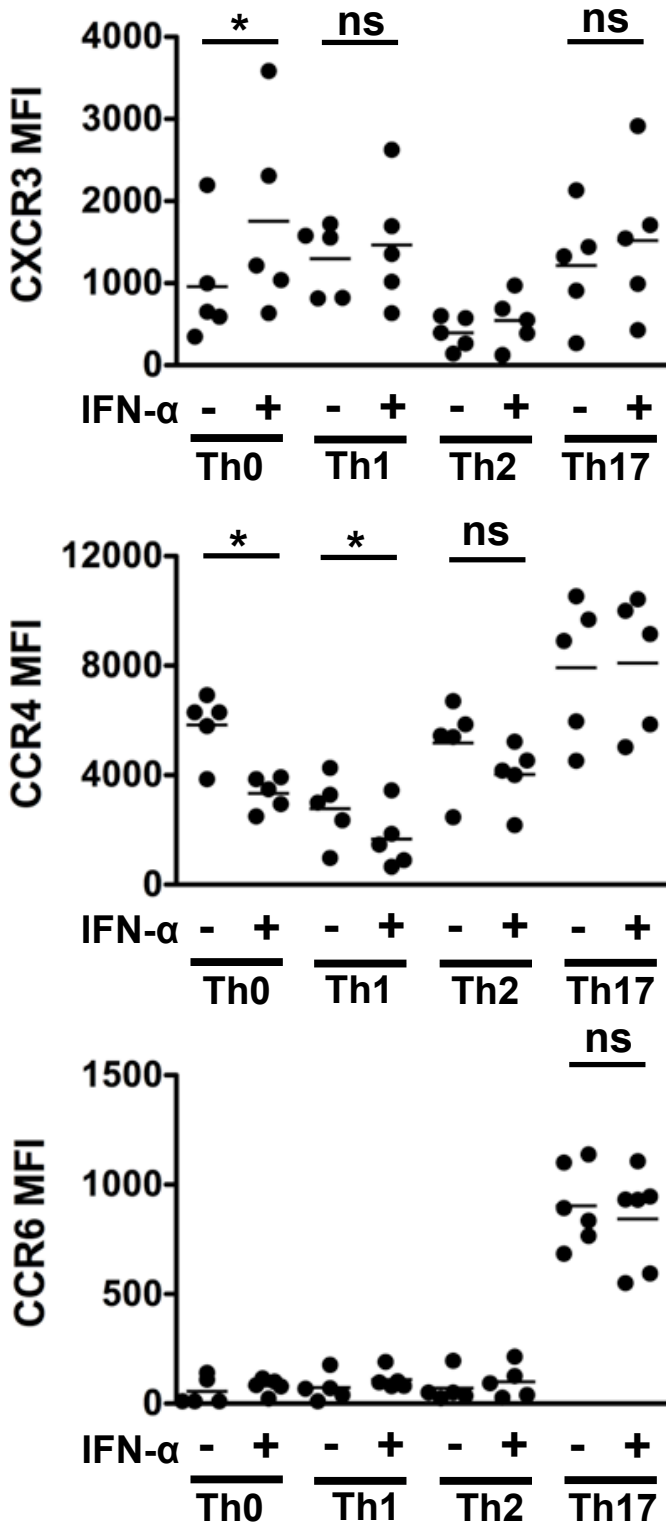 * ns ns
CXCR3 MFI
4000
3000
2000
1000
0
IFN-α - + - + - + - +
Th0 Th1 Th2 Th17
* * ns
CCR4 MFI
12000
8000
4000
0
IFN-α - + - + - + - +
Th0 Th1 Th2 Th17
ns
CCR6 MFI
1500
1000
500
0
IFN-α - + - + - + - +
Th0 Th1 Th2 Th17